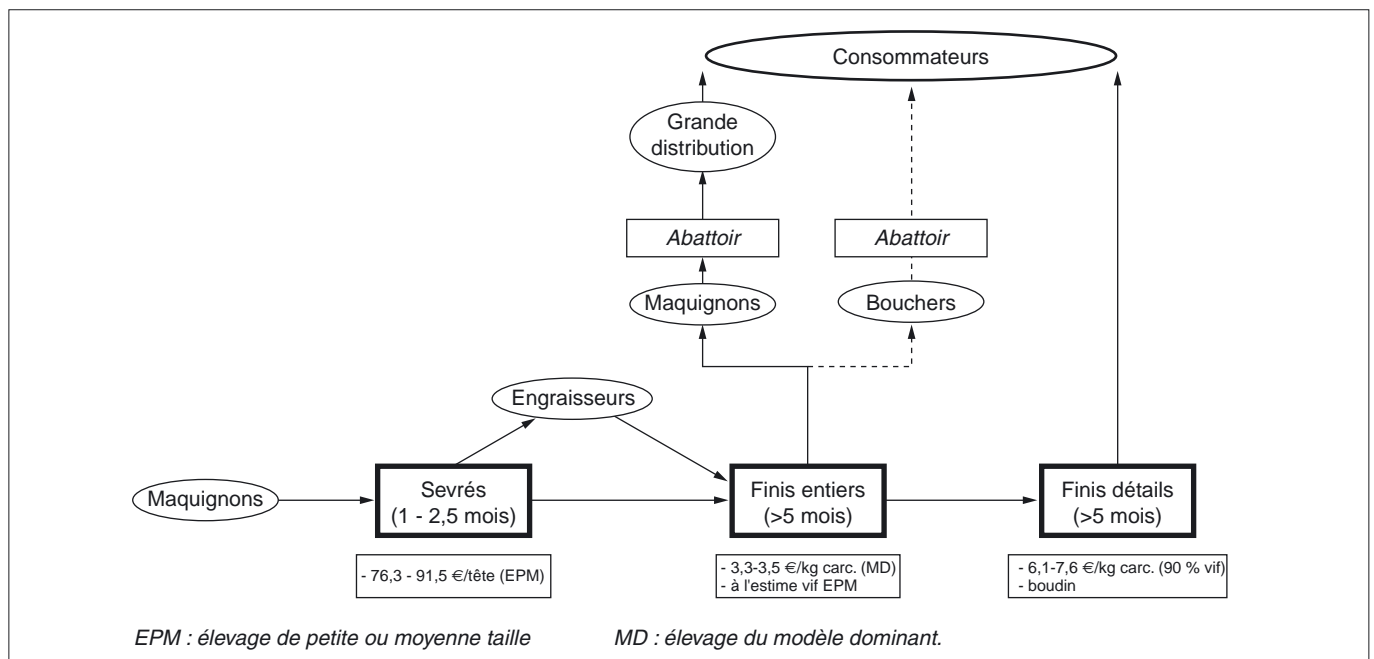 Consommateurs
Grande
distribution
Abattoir
Abattoir
Maquignons
Bouchers
Engraisseurs
Maquignons
Sevrés
(1 - 2,5 mois)
Finis entiers
(>5 mois)
Finis détails
(>5 mois)
- 76,3 - 91,5 €/tête (EPM)
- 3,3-3,5 €/kg carc. (MD)
- à l'estime vif EPM
- 6,1-7,6 €/kg carc. (90 % vif)
- boudin
EPM : élevage de petite ou moyenne taille
MD : élevage du modèle dominant.